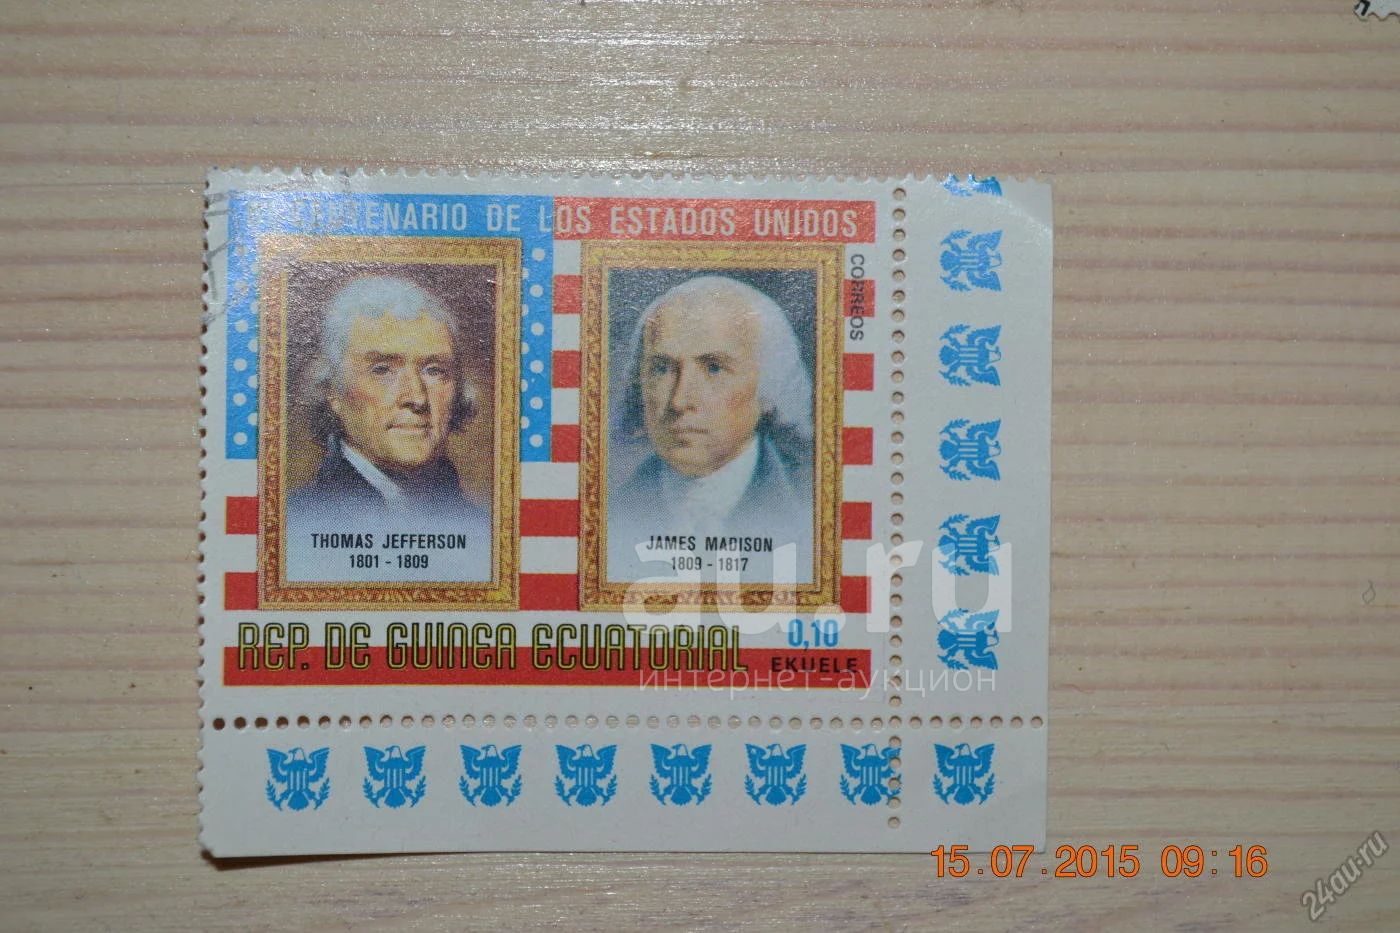 BICENTENARIO DE LOS ESTADOS UNIDOS
CORREOS
THOMAS JEFFERSON
1801 - 1809
JAMES MADISON
1809 - 1817
REP. DE GUINEA ECUATORIAL
0,10
EKUELE
au.ru
интернет-аукцион
15.07.2015 09:16
24au.ru